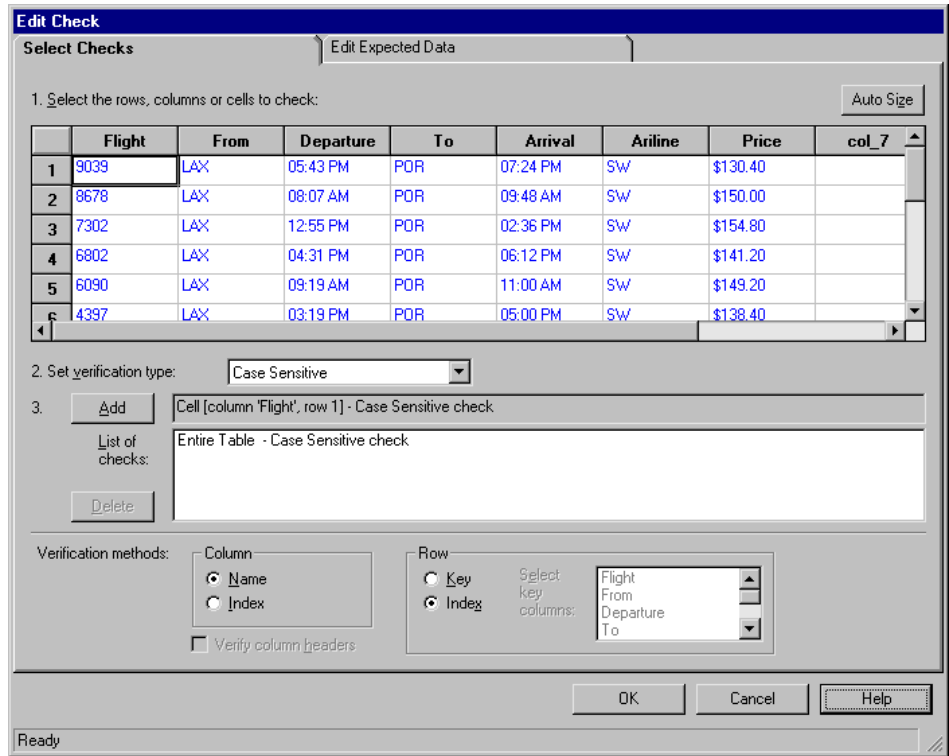 Edit Check
Select Checks Edit Expected Data
1. Select the rows, columns or cells to check: Auto Size
Flight From Departure To Arrival Ariline Price col_7
1 9039 LAX 05:43 PM POR 07:24 PM SW $130.40
2 8678 LAX 08:07 AM POR 09:48 AM SW $150.00
3 7302 LAX 12:55 PM POR 02:36 PM SW $154.80
4 6802 LAX 04:31 PM POR 06:12 PM SW $141.20
5 6090 LAX 09:19 AM POR 11:00 AM SW $149.20
6 4397 LAX 03:19 PM POR 05:00 PM SW $138.40
2. Set verification type: Case Sensitive
3. Add Cell [column 'Flight', row 1] - Case Sensitive check
List of checks: Entire Table - Case Sensitive check
Delete
Verification methods: Column Row
Name Key Select key columns: Flight
Index Index From
Departure
Verify column headers To
OK Cancel Help
Ready